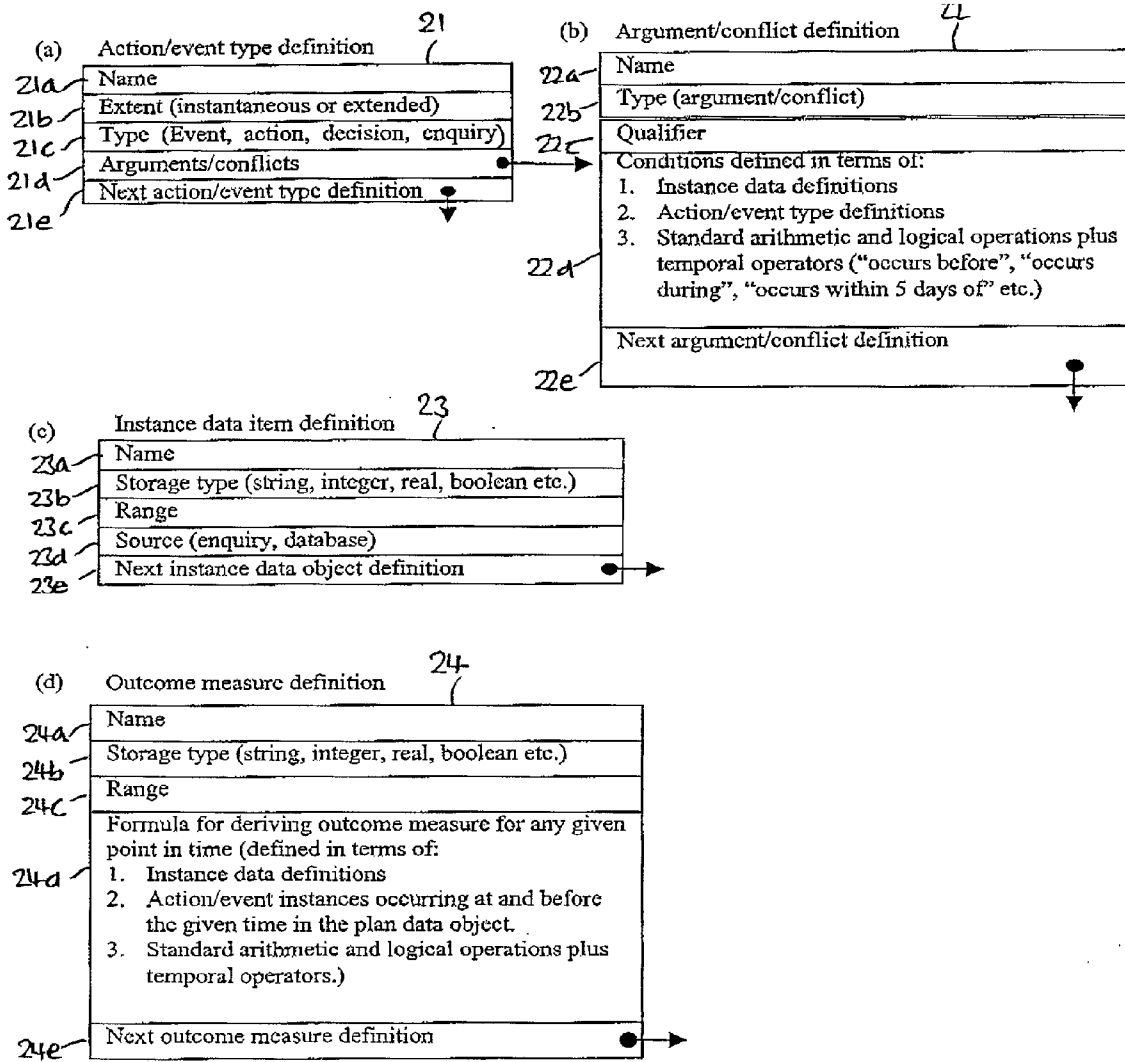 21
(a) Action/event type definition
21a Name
21b Extent (instantaneous or extended)
21c Type (Event, action, decision, enquiry)
21d Arguments/conflicts
21e Next action/event type definition
22
(b) Argument/conflict definition
22a Name
22b Type (argument/conflict)
22c Qualifier
22d Conditions defined in terms of:
1. Instance data definitions
2. Action/event type definitions
3. Standard arithmetic and logical operations plus
temporal operators (“occurs before”, “occurs
during”, “occurs within 5 days of” etc.)
22e Next argument/conflict definition
23
(c) Instance data item definition
23a Name
23b Storage type (string, integer, real, boolean etc.)
23c Range
23d Source (enquiry, database)
23e Next instance data object definition
24
(d) Outcome measure definition
24a Name
24b Storage type (string, integer, real, boolean etc.)
24c Range
24d Formula for deriving outcome measure for any given
point in time (defined in terms of:
1. Instance data definitions
2. Action/event instances occurring at and before
the given time in the plan data object.
3. Standard arithmetic and logical operations plus
temporal operators.)
24e Next outcome measure definition